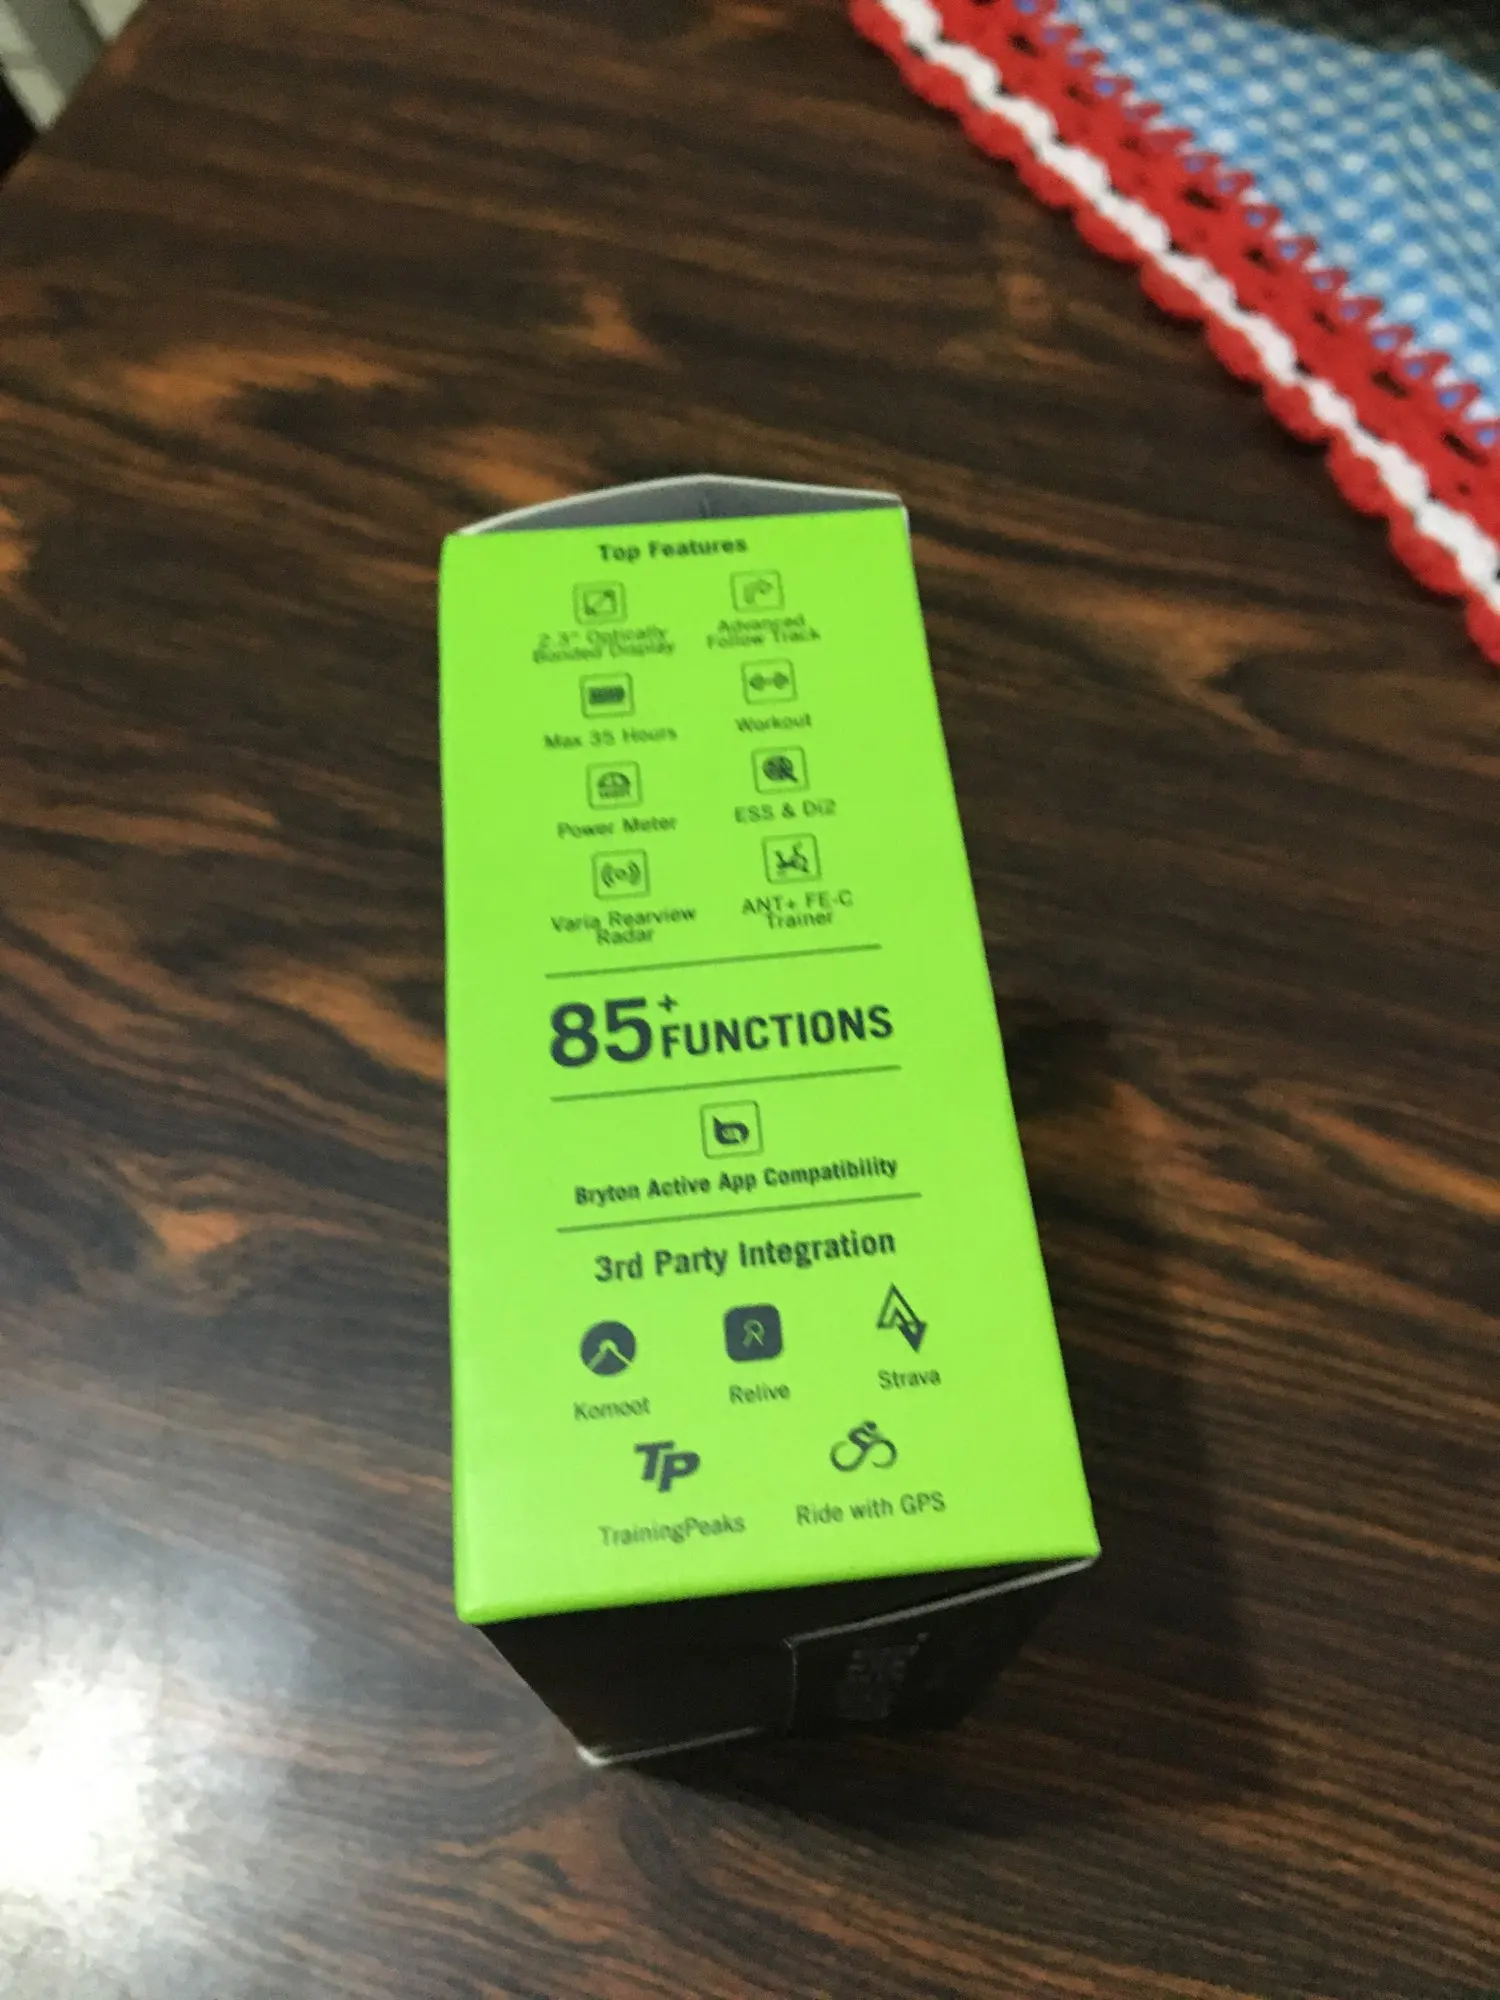 Top Features
2.3" Optically
Bonded Display
Advanced
Follow Track
Max 35 Hours
Workout
Power Meter
ESS & Di2
Varia Rearview
Radar
ANT+ FE-C
Trainer
85+ FUNCTIONS
Bryton Active App Compatibility
3rd Party Integration
Komoot
Relive
Strava
TP
TrainingPeaks
Ride with GPS